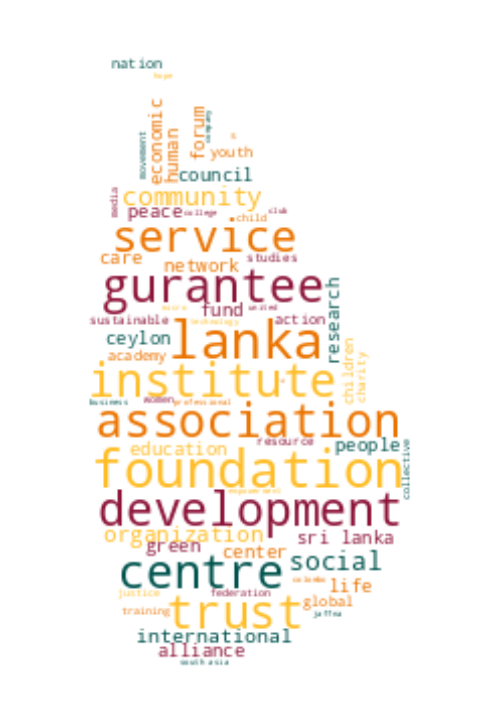 nation
hope
economic
human
forum
company
movement
youth
council
community
media
peace
college
club
child
service
care
network
studies
gurantee
research
fund
united
micro
sustainable
technology
action
ceylon
lanka
academy
children
charity
institute
business
women
professional
association
resource
people
education
collective
foundation
empowerment
development
organization
sri lanka
green
center
centre
social
colombo
life
justice
federation
global
training
trust
jaffna
international
alliance
south asia